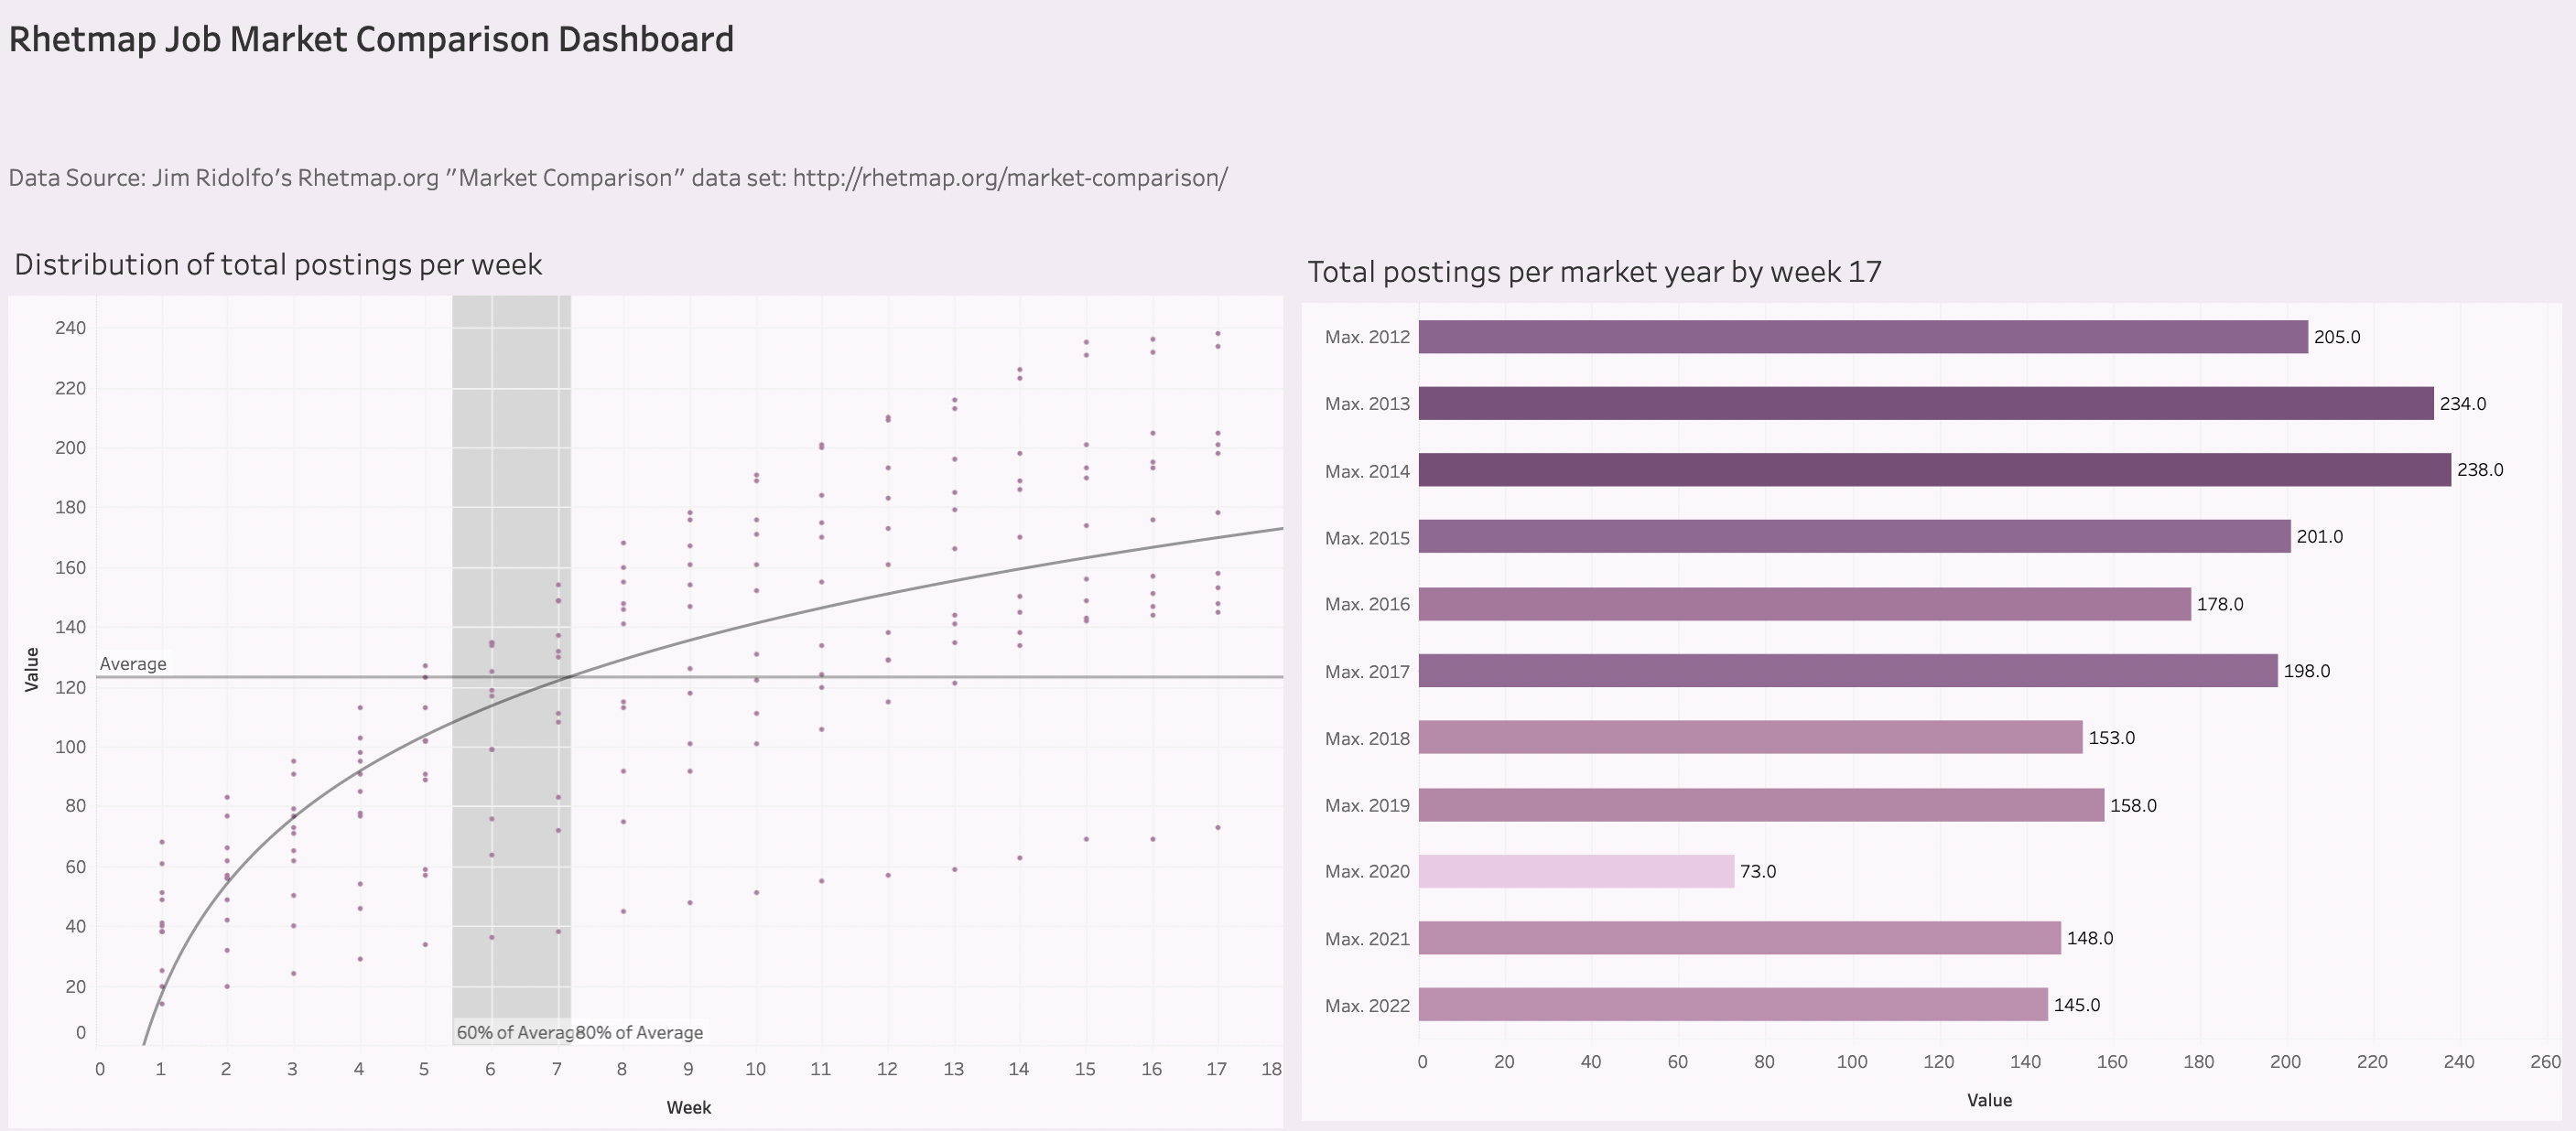 Rhetmap Job Market Comparison Dashboard
Data Source: Jim Ridolfo's Rhetmap.org "Market Comparison" data set: http://rhetmap.org/market-comparison/
Distribution of total postings per week
240
220
200
180
160
140
120
100
80
60
40
20
0
Value
Average
60% of Averag
80% of Average
0 1 2 3 4 5 6 7 8 9 10 11 12 13 14 15 16 17 18
Week
Total postings per market year by week 17
Max. 2012 205.0
Max. 2013 234.0
Max. 2014 238.0
Max. 2015 201.0
Max. 2016 178.0
Max. 2017 198.0
Max. 2018 153.0
Max. 2019 158.0
Max. 2020 73.0
Max. 2021 148.0
Max. 2022 145.0
0 20 40 60 80 100 120 140 160 180 200 220 240 260
Value